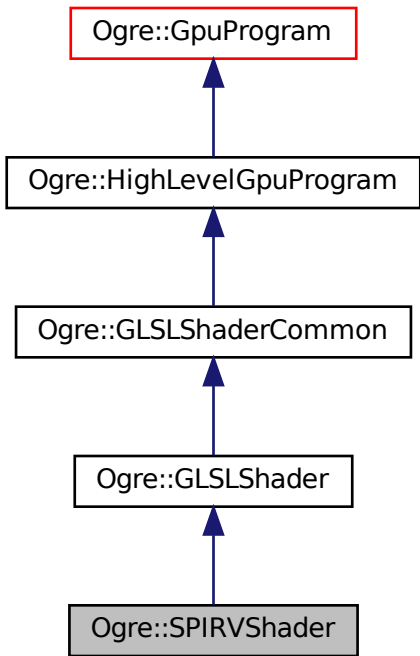 Ogre::GpuProgram
Ogre::HighLevelGpuProgram
Ogre::GLSLShaderCommon
Ogre::GLSLShader
Ogre::SPIRVShader